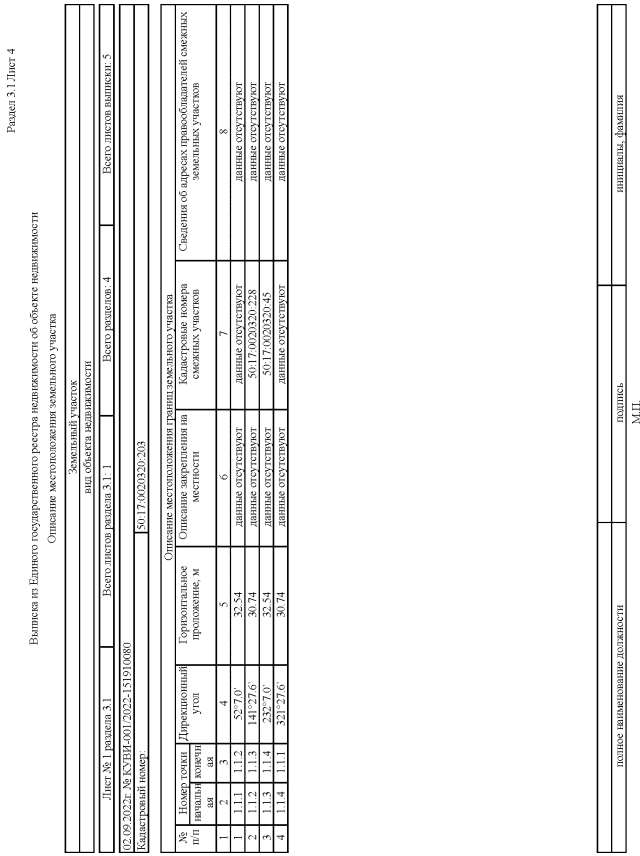 Раздел 3.1 Лист 4
Выписка из Единого государственного реестра недвижимости об объекте недвижимости
Описание местоположения земельного участка
Земельный участок
вид объекта недвижимости
Лист № 1 раздела 3.1 Всего листов раздела 3.1: 1 Всего разделов: 4 Всего листов выписки: 5
02.09.2022г. № КУВИ-001/2022-151910080
Кадастровый номер: 50:17:0020320:203
Описание местоположения границ земельного участка
№ п/п Номер точки Дирекционный угол Горизонтальное проложение, м Описание закрепления на местности Кадастровые номера смежных участков Сведения об адресах правообладателей смежных земельных участков
начальная конечная
1 2 3 4 5 6 7 8
1 1.1.1 1.1.2 52°7.0` 32.54 данные отсутствуют данные отсутствуют данные отсутствуют
2 1.1.2 1.1.3 141°27.6` 30.74 данные отсутствуют 50:17:0020320:228 данные отсутствуют
3 1.1.3 1.1.4 232°7.0` 32.54 данные отсутствуют 50:17:0020320:45 данные отсутствуют
4 1.1.4 1.1.1 321°27.6` 30.74 данные отсутствуют данные отсутствуют данные отсутствуют
полное наименование должности подпись инициалы, фамилия
М.П.